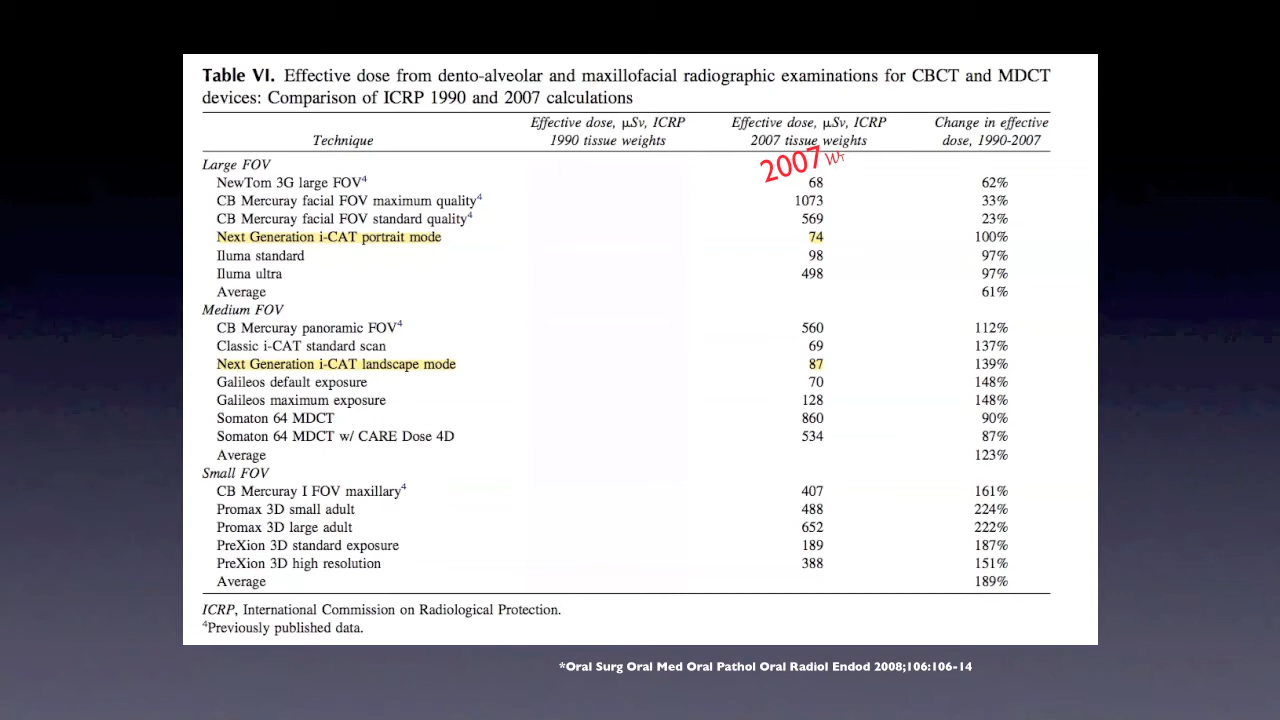 Table VI. Effective dose from dento-alveolar and maxillofacial radiographic examinations for CBCT and MDCT
devices: Comparison of ICRP 1990 and 2007 calculations
Effective dose, μSv, ICRP Effective dose, μSv, ICRP Change in effective
Technique 1990 tissue weights 2007 tissue weights dose, 1990-2007
2007
Large FOV
NewTom 3G large FOV4 68 62%
CB Mercuray facial FOV maximum quality4 1073 33%
CB Mercuray facial FOV standard quality4 569 23%
Next Generation i-CAT portrait mode 74 100%
Iluma standard 98 97%
Iluma ultra 498 97%
Average 61%
Medium FOV
CB Mercuray panoramic FOV4 560 112%
Classic i-CAT standard scan 69 137%
Next Generation i-CAT landscape mode 87 139%
Galileos default exposure 70 148%
Galileos maximum exposure 128 148%
Somaton 64 MDCT 860 90%
Somaton 64 MDCT w/ CARE Dose 4D 534 87%
Average 123%
Small FOV
CB Mercuray I FOV maxillary4 407 161%
Promax 3D small adult 488 224%
Promax 3D large adult 652 222%
PreXion 3D standard exposure 189 187%
PreXion 3D high resolution 388 151%
Average 189%
ICRP, International Commission on Radiological Protection.
4Previously published data.
*Oral Surg Oral Med Oral Pathol Oral Radiol Endod 2008;106:106-14